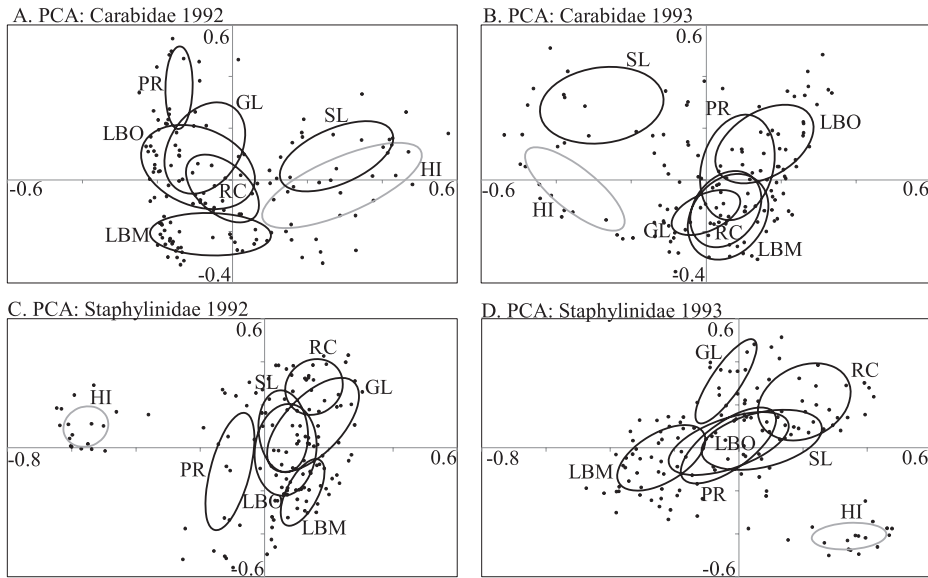 A. PCA: Carabidae 1992
0.6
PR
GL
LBO
SL
HI
RC
-0.6
0.6
LBM
-0.4
B. PCA: Carabidae 1993
0.6
SL
PR
LBO
-0.6
0.6
HI
GL
RC
LBM
-0.4
C. PCA: Staphylinidae 1992
0.6
RC
SL
GL
HI
-0.8
0.6
PR
LBO
LBM
-0.6
D. PCA: Staphylinidae 1993
0.6
GL
RC
LBO
-0.8
0.6
LBM
SL
PR
HI
-0.6